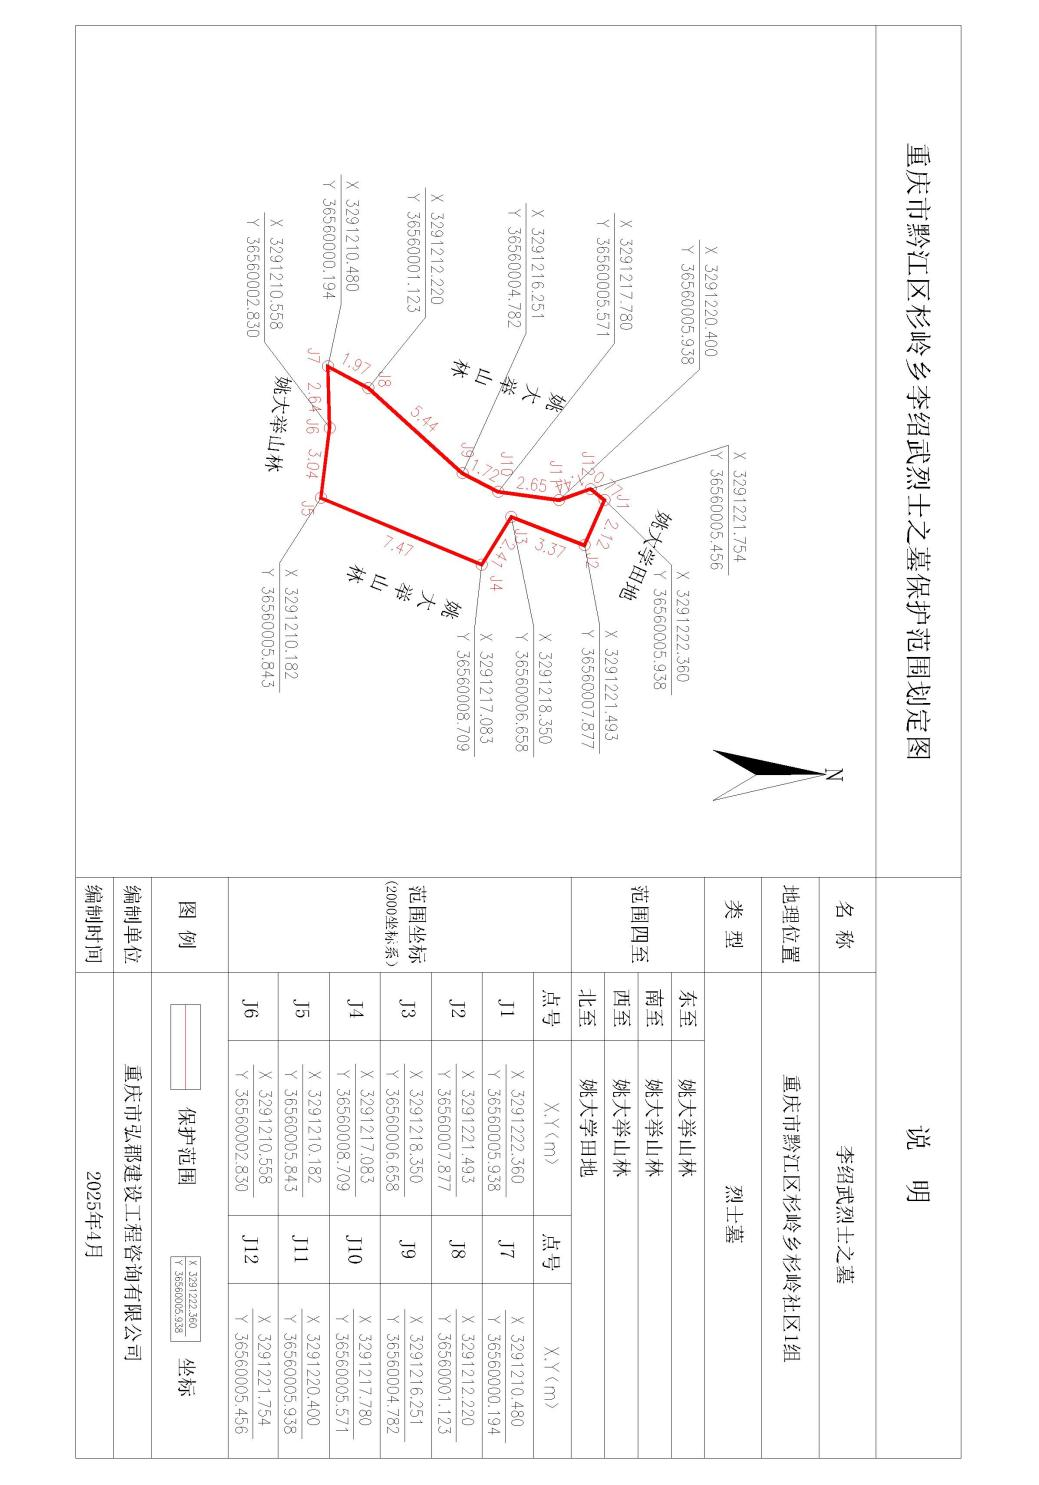 重庆市黔江区杉岭乡李绍武烈士之墓保护范围划定图
N
X 3291220.400
Y 36560005.938
X 3291221.754
Y 36560005.456
X 3291217.780
Y 36560005.571
X 3291222.360
Y 36560005.938
X 3291216.251
Y 36560004.782
X 3291221.493
Y 36560007.877
X 3291212.220
Y 36560001.123
X 3291218.350
Y 36560006.658
X 3291210.480
Y 36560000.194
X 3291217.083
Y 36560008.709
X 3291210.558
Y 36560002.830
X 3291210.182
Y 36560005.843
姚大学田地
姚大举山林
姚大举山林
姚大举山林
J1
2.12
J2
3.37
J3
2.41
J4
7.47
J5
3.04
J6
2.64
J7
1.97
J8
5.44
J9
1.72
J10
2.65
J11
1.44
J12
0.77
说 明
名 称 李绍武烈士之墓
地理位置 重庆市黔江区杉岭乡杉岭社区1组
类 型 烈士墓
范围四至
东至 姚大举山林
南至 姚大举山林
西至 姚大举山林
北至 姚大学田地
范围坐标
(2000坐标系)
点号 X,Y(m) 点号 X,Y(m)
J1 X 3291222.360 J7 X 3291210.480
Y 36560005.938 Y 36560000.194
J2 X 3291221.493 J8 X 3291212.220
Y 36560007.877 Y 36560001.123
J3 X 3291218.350 J9 X 3291216.251
Y 36560006.658 Y 36560004.782
J4 X 3291217.083 J10 X 3291217.780
Y 36560008.709 Y 36560005.571
J5 X 3291210.182 J11 X 3291220.400
Y 36560005.843 Y 36560005.938
J6 X 3291210.558 J12 X 3291221.754
Y 36560002.830 Y 36560005.456
图 例 保护范围 X 3291222.360 坐标
Y 36560005.938
编制单位 重庆市弘郡建设工程咨询有限公司
编制时间 2025年4月